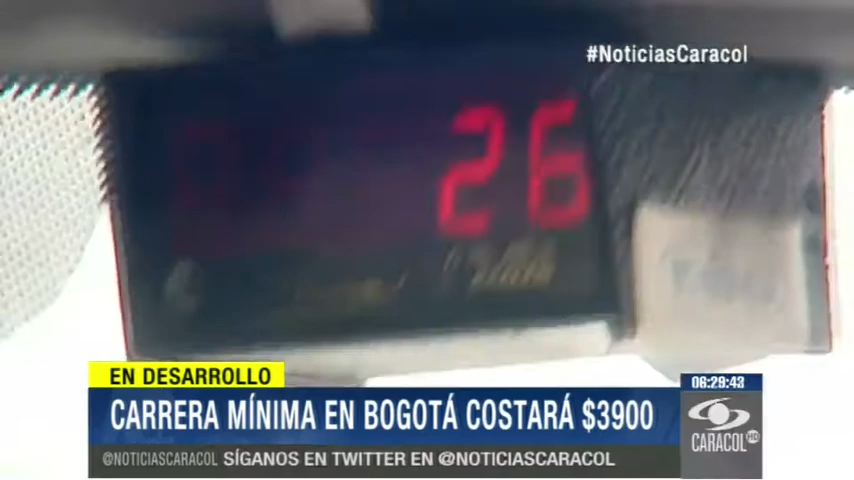 #NoticiasCaracol
26
EN DESARROLLO
06:29:43
CARRERA MÍNIMA EN BOGOTÁ COSTARÁ $3900
CARACOL HD
@NOTICIASCARACOL SÍGANOS EN TWITTER EN @NOTICIASCARACOL